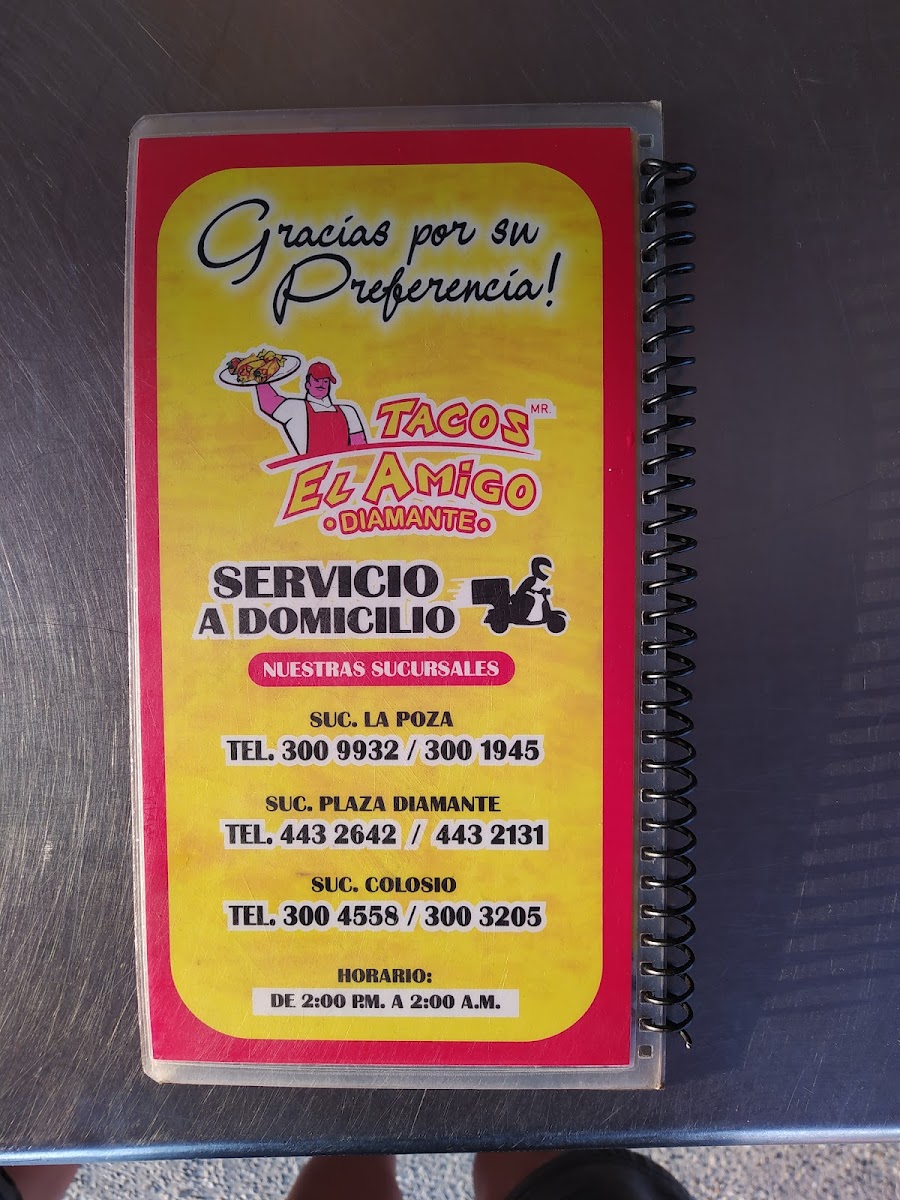 Gracias por su
Preferencia!
TACOS MR.
EL AMiGO
• DIAMANTE •
SERVICIO
A DOMICILIO
NUESTRAS SUCURSALES
SUC. LA POZA
TEL. 300 9932 / 300 1945
SUC. PLAZA DIAMANTE
TEL. 443 2642 / 443 2131
SUC. COLOSIO
TEL. 300 4558 / 300 3205
HORARIO:
DE 2:00 P.M. A 2:00 A.M.